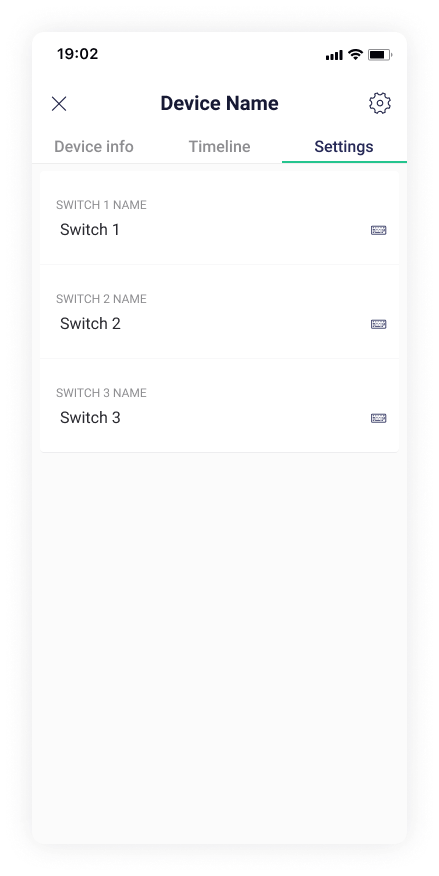 19:02
Device Name
Device info Timeline Settings
SWITCH 1 NAME
Switch 1
SWITCH 2 NAME
Switch 2
SWITCH 3 NAME
Switch 3